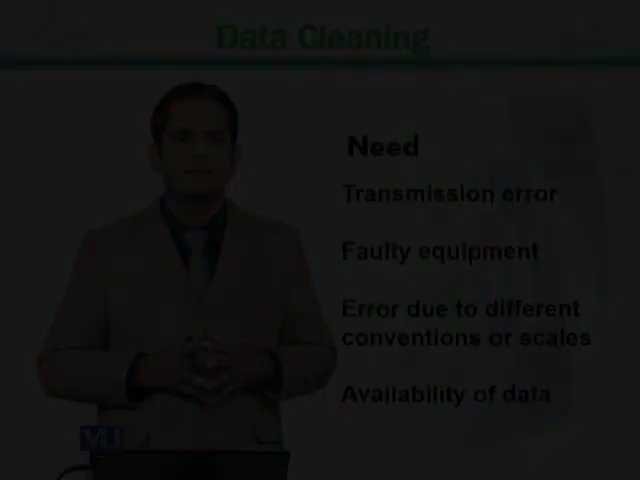 Data Cleaning
Need
Transmission error
Faulty equipment
Error due to different
conventions or scales
Availability of data
VU